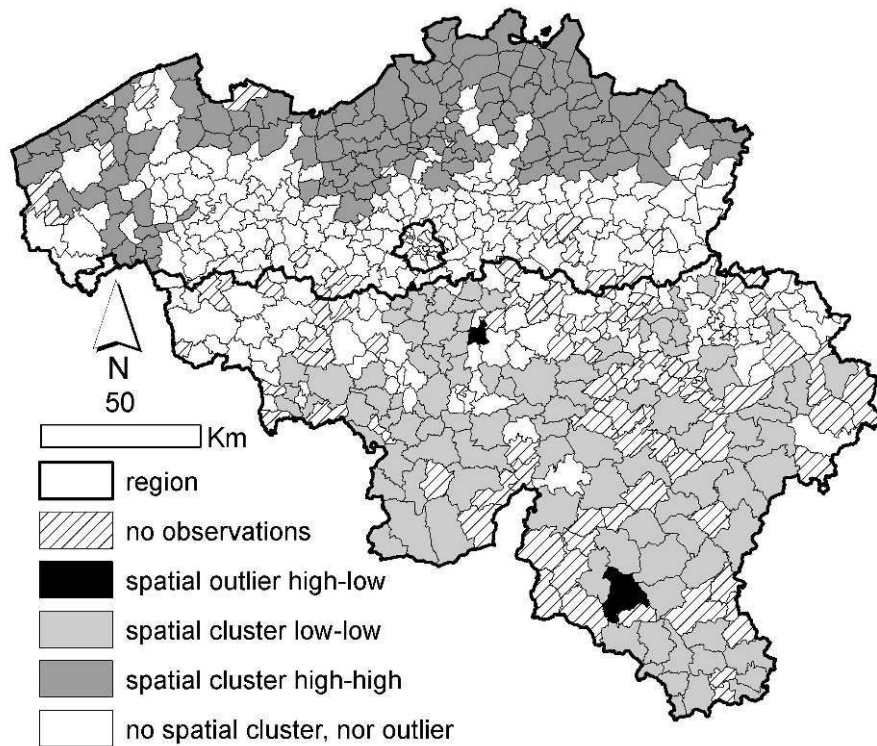 N
50
Km
region
no observations
spatial outlier high-low
spatial cluster low-low
spatial cluster high-high
no spatial cluster, nor outlier